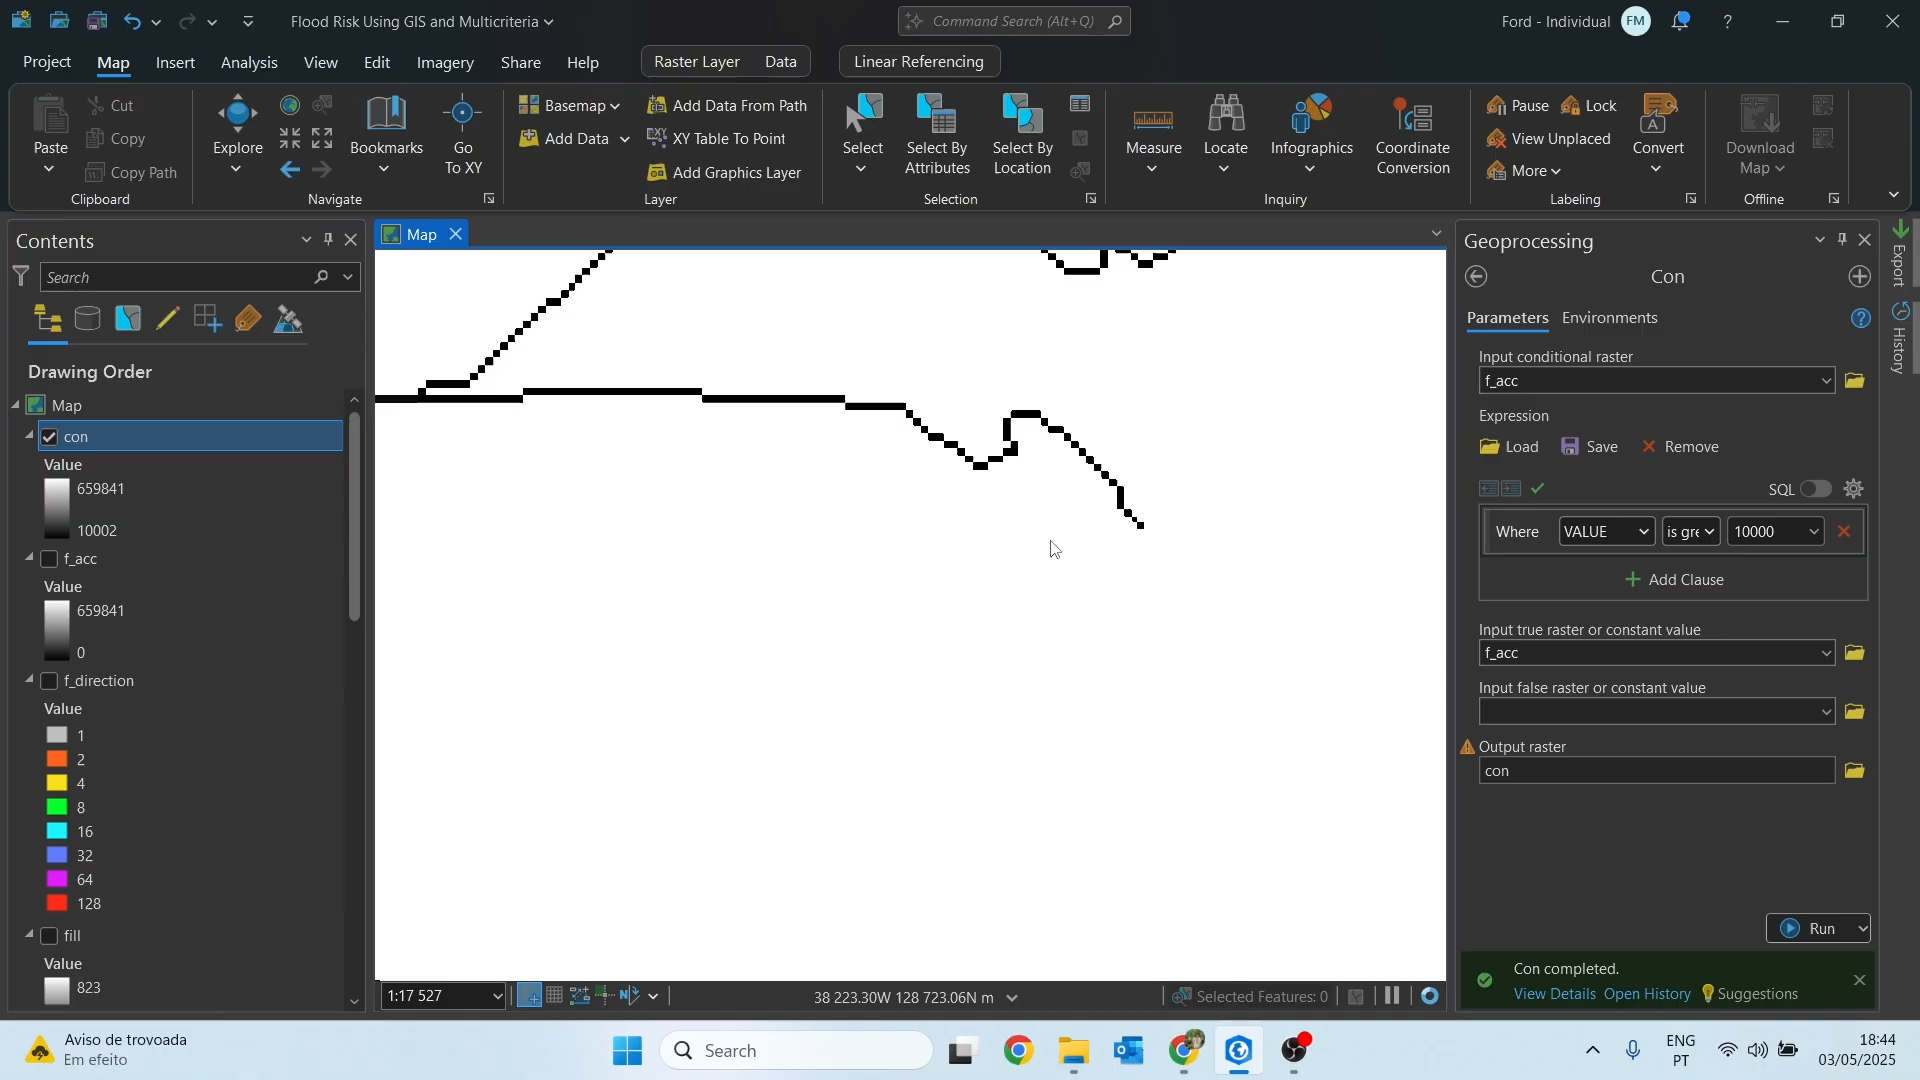 Flood Risk Using GIS and Multicriteria
Command Search (Alt+Q)
Ford - Individual
FM
?
Project
Map
Insert
Analysis
View
Edit
Imagery
Share
Help
Raster Layer
Data
Linear Referencing
Paste
Cut
Copy
Copy Path
Clipboard
Explore
Bookmarks
Go To XY
Navigate
Basemap
Add Data
Add Data From Path
XY Table To Point
Add Graphics Layer
Layer
Select
Select By Attributes
Select By Location
Selection
Measure
Locate
Infographics
Coordinate Conversion
Inquiry
Pause
Lock
View Unplaced
More
Convert
Labeling
Download Map
Offline
Contents
Search
Drawing Order
Map
con
Value
659841
10002
f_acc
Value
659841
0
f_direction
Value
1
2
4
8
16
32
64
128
fill
Value
823
Map
1:17 527
38 223.30W 128 723.06N m
Selected Features: 0
Geoprocessing
Con
Parameters
Environments
?
Input conditional raster
f_acc
Expression
Load
Save
Remove
SQL
Where
VALUE
is gre
10000
Add Clause
Input true raster or constant value
f_acc
Input false raster or constant value
Output raster
con
Run
Con completed.
View Details
Open History
Suggestions
Export
History
Aviso de trovoada
Em efeito
Search
ENG
PT
18:44
03/05/2025